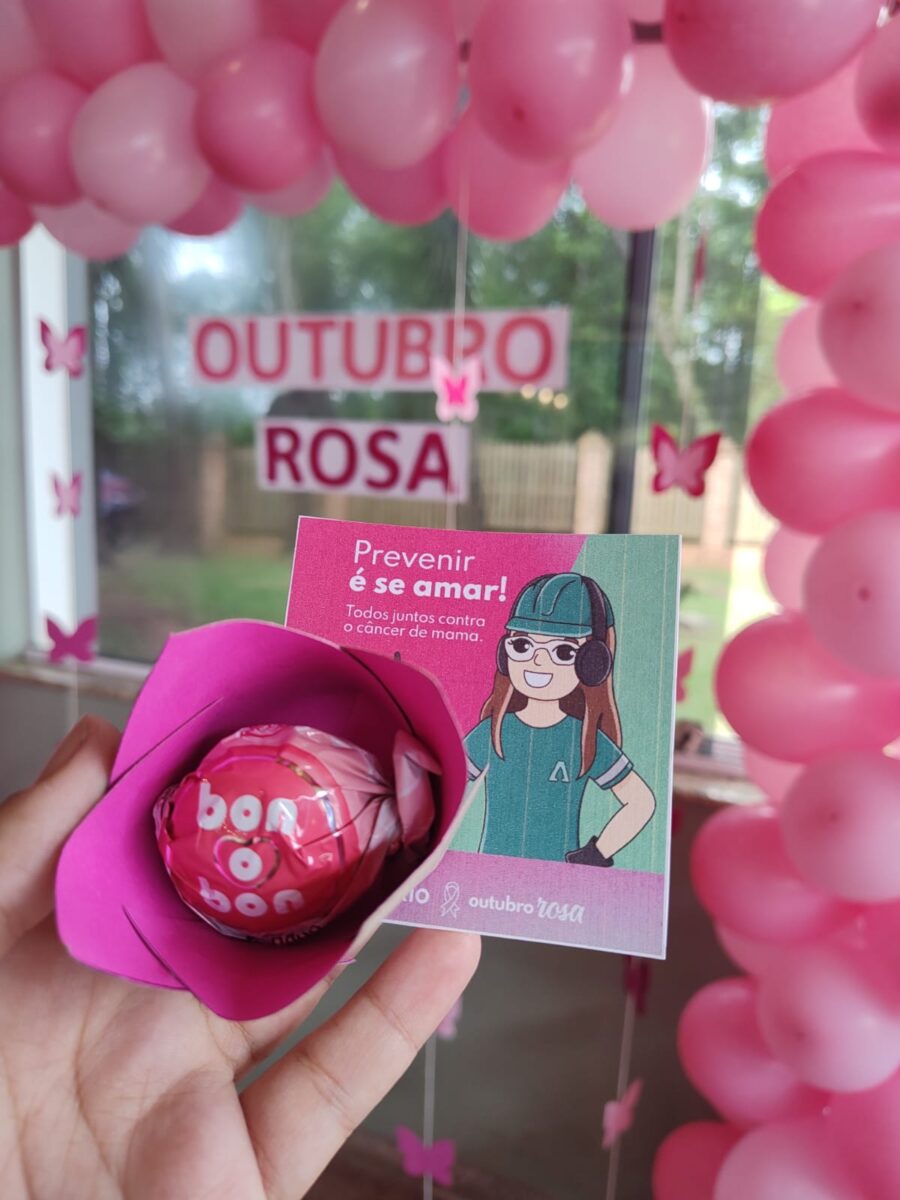 OUTUBRO
ROSA
Prevenir
é se amar!
Todos juntos contra
o câncer de mama.
bon
o
bon
outubro rosa